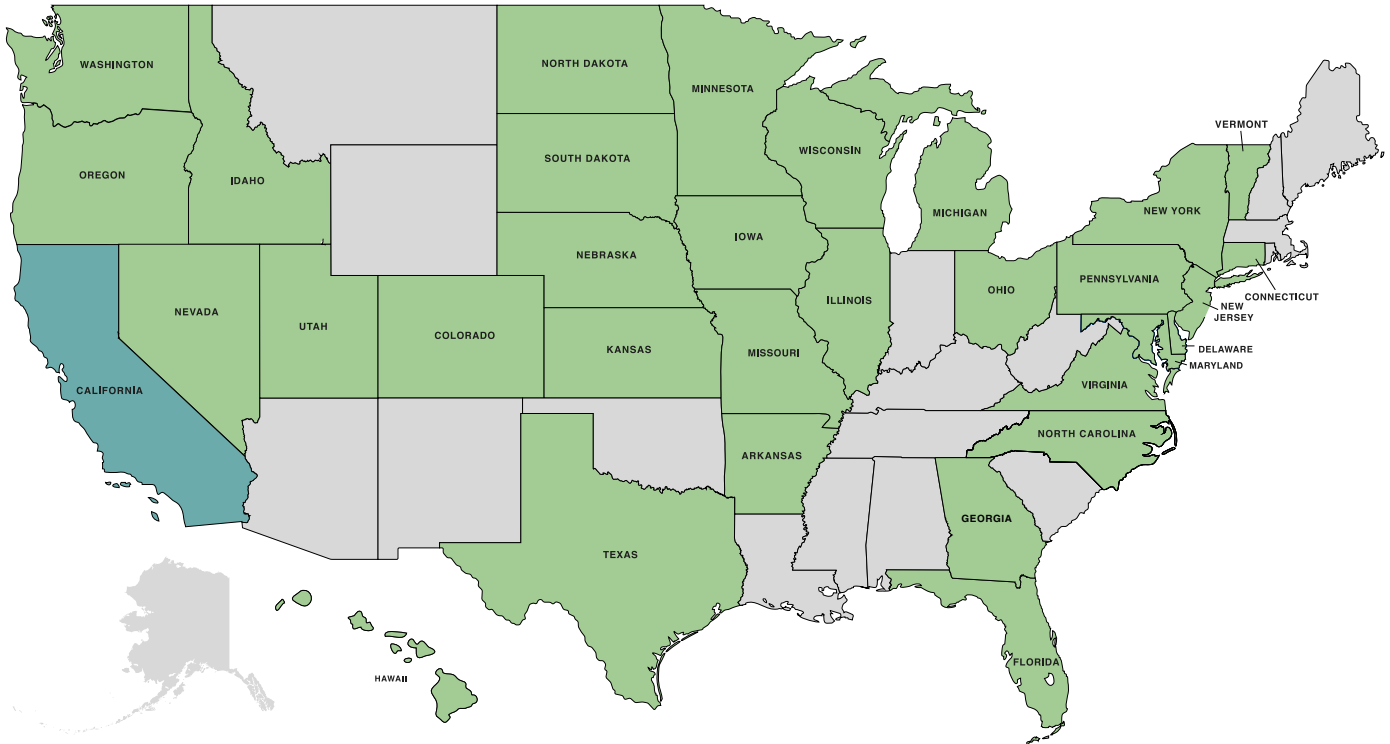 WASHINGTON
NORTH DAKOTA
MINNESOTA
VERMONT
WISCONSIN
SOUTH DAKOTA
OREGON
IDAHO
MICHIGAN
NEW YORK
IOWA
NEBRASKA
PENNSYLVANIA
OHIO
CONNECTICUT
ILLINOIS
NEW
JERSEY
NEVADA
UTAH
COLORADO
KANSAS
MISSOURI
DELAWARE
MARYLAND
CALIFORNIA
VIRGINIA
NORTH CAROLINA
ARKANSAS
GEORGIA
TEXAS
FLORIDA
HAWAII